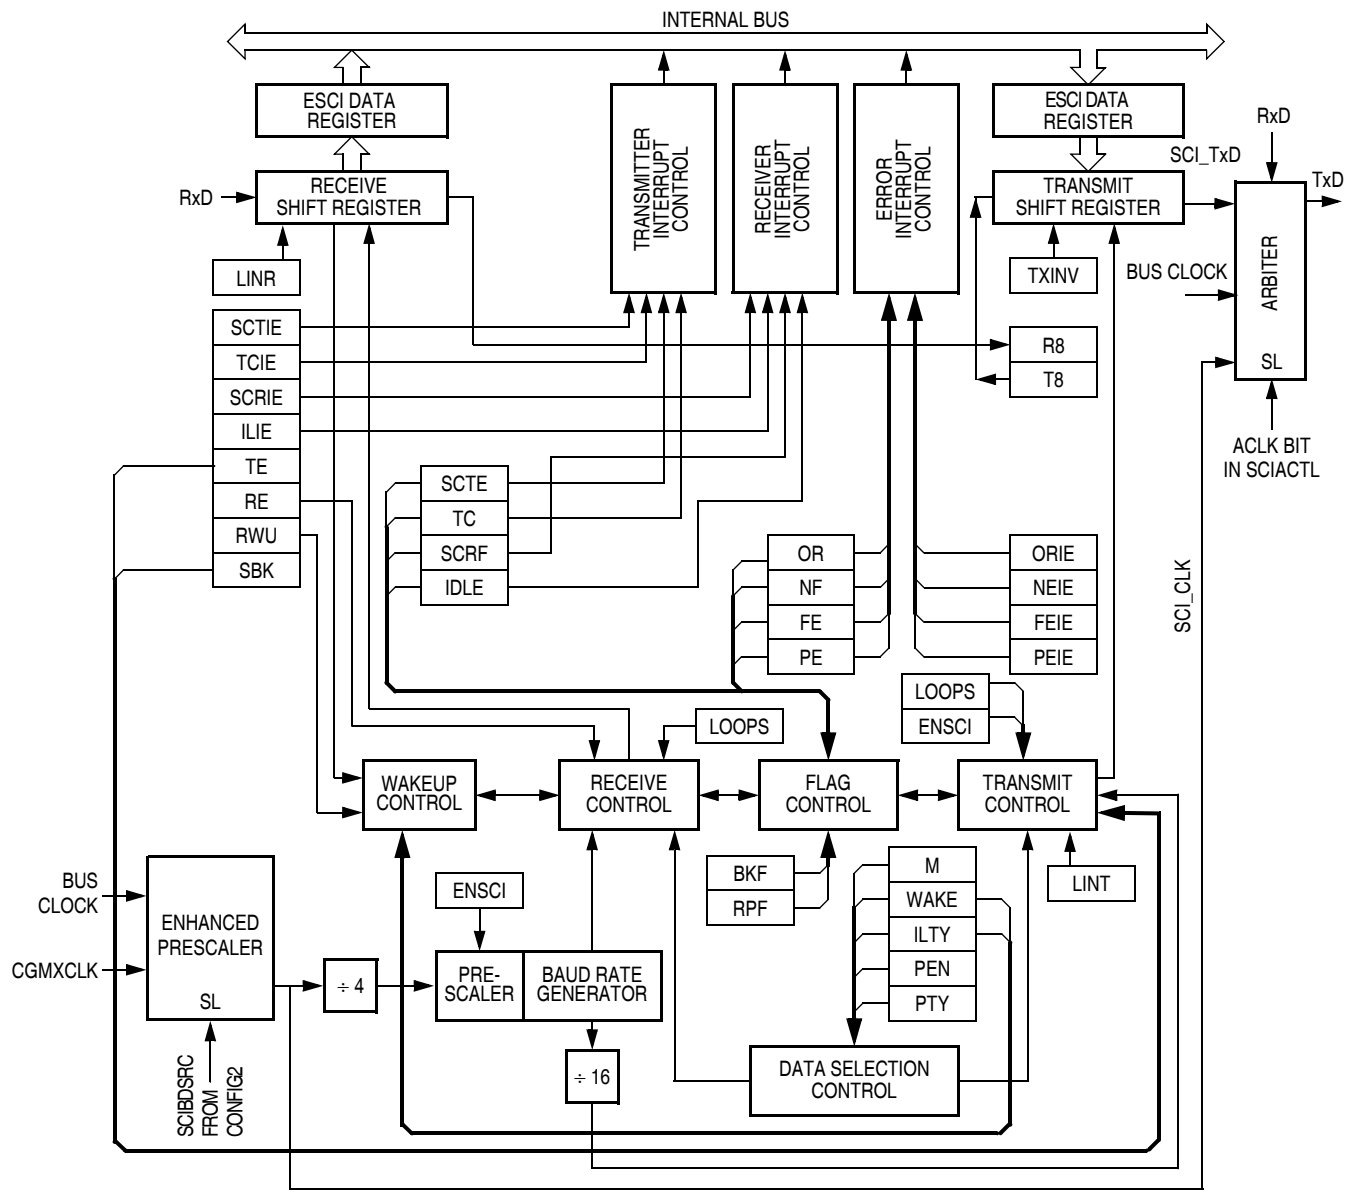 INTERNAL BUS
ESCI DATA
REGISTER
ESCI DATA
REGISTER
RxD
SCI_TxD
TxD
RxD
RECEIVE
SHIFT REGISTER
TRANSMITTER
INTERRUPT
CONTROL
RECEIVER
INTERRUPT
CONTROL
ERROR
INTERRUPT
CONTROL
TRANSMIT
SHIFT REGISTER
ARBITER
SL
LINR
TXINV
BUS CLOCK
SCTIE
TCIE
SCRIE
ILIE
TE
RE
RWU
SBK
R8
T8
ACLK BIT
IN SCIACTL
SCTE
TC
SCRF
IDLE
OR
NF
FE
PE
ORIE
NEIE
FEIE
PEIE
SCI_CLK
LOOPS
ENSCI
LOOPS
WAKEUP
CONTROL
RECEIVE
CONTROL
FLAG
CONTROL
TRANSMIT
CONTROL
BKF
RPF
M
WAKE
ILTY
PEN
PTY
LINT
BUS
CLOCK
CGMXCLK
ENHANCED
PRESCALER
SL
ENSCI
÷ 4
PRE-
SCALER
BAUD RATE
GENERATOR
÷ 16
DATA SELECTION
CONTROL
SCIBDSRC
FROM
CONFIG2